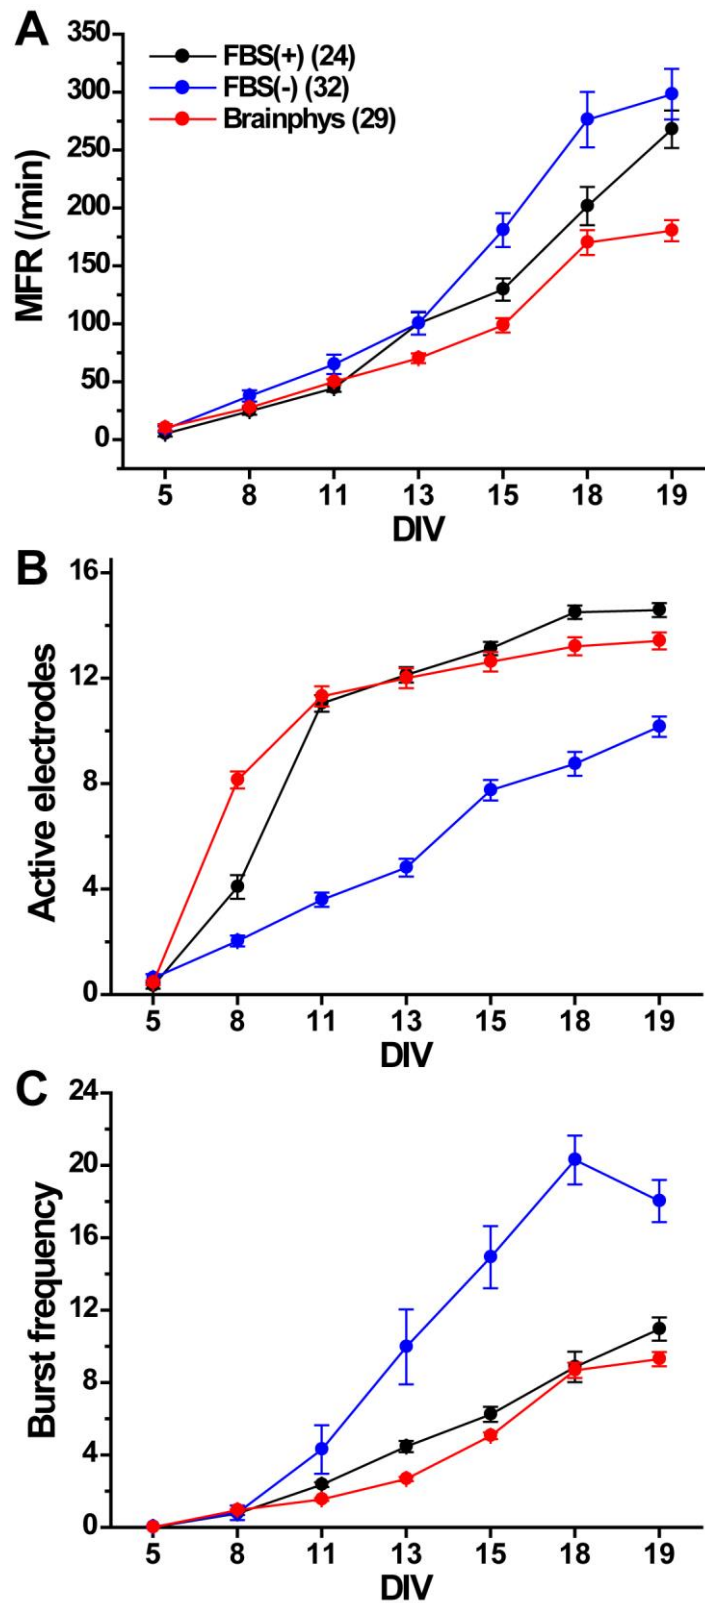 A
350
300
250
200
150
100
50
0
MFR (/min)
FBS(+) (24)
FBS(-) (32)
Brainphys (29)
5 8 11 13 15 18 19
DIV
B
16
12
8
4
0
Active electrodes
5 8 11 13 15 18 19
DIV
C
24
20
16
12
8
4
0
Burst frequency
5 8 11 13 15 18 19
DIV